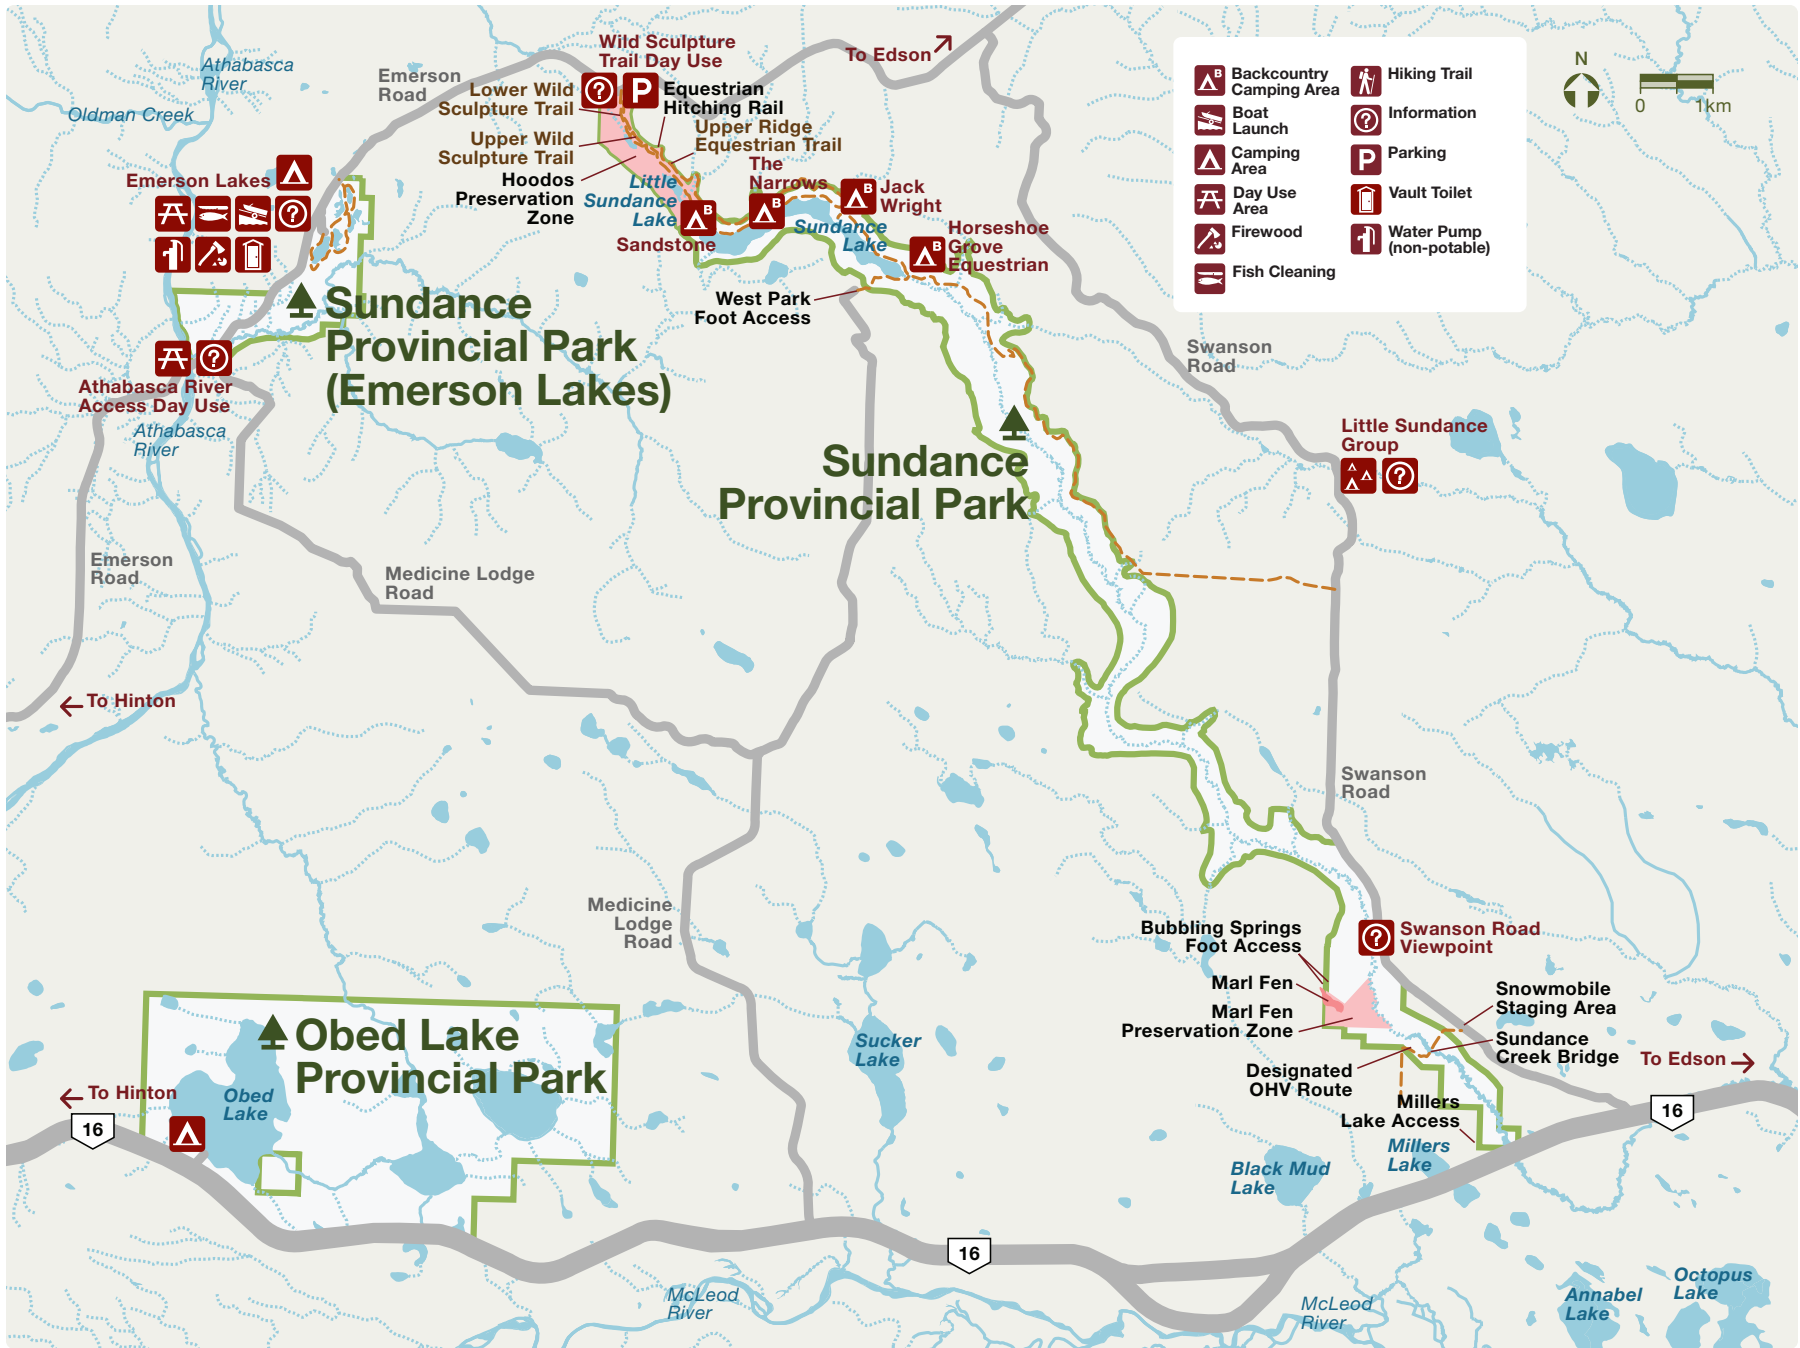 Athabasca
River
Oldman Creek
Emerson
Road
Wild Sculpture
Trail Day Use
P
To Edson
Lower Wild
Sculpture Trail
Equestrian
Hitching Rail
Upper Wild
Sculpture Trail
Upper Ridge
Equestrian Trail
Hoodos
Preservation
Zone
Little
Sundance
Lake
The
Narrows
B
Sandstone
B
B
Jack
Wright
Sundance
Lake
B
Horseshoe
Grove
Equestrian
West Park
Foot Access
Emerson Lakes
Sundance
Provincial Park
(Emerson Lakes)
Athabasca River
Access Day Use
Athabasca
River
B
Backcountry
Camping Area
Boat
Launch
Camping
Area
Day Use
Area
Firewood
Fish Cleaning
Hiking Trail
Information
P
Parking
Vault Toilet
Water Pump
(non-potable)
N
0
1km
Swanson
Road
Little Sundance
Group
Sundance
Provincial Park
Emerson
Road
Medicine Lodge
Road
To Hinton
Swanson
Road
Medicine
Lodge
Road
Bubbling Springs
Foot Access
Swanson Road
Viewpoint
Marl Fen
Marl Fen
Preservation Zone
Snowmobile
Staging Area
Sundance
Creek Bridge
To Edson
Designated
OHV Route
Millers
Lake Access
16
Obed Lake
Provincial Park
Sucker
Lake
To Hinton
Obed
Lake
16
Millers
Lake
Black Mud
Lake
16
McLeod
River
McLeod
River
Annabel
Lake
Octopus
Lake